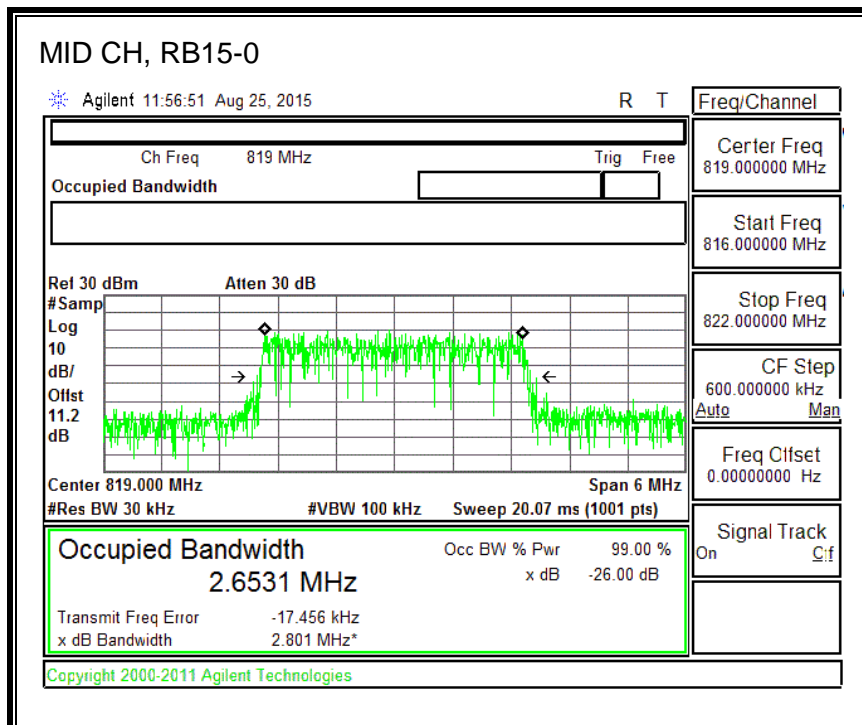 MID CH, RB15-0
Agilent 11:56:51 Aug 25, 2015 R T
Ch Freq 819 MHz Trig Free
Occupied Bandwidth
Ref 30 dBm Atten 30 dB
#Samp
Log
10
dB/
Offst
11.2
dB
Center 819.000 MHz Span 6 MHz
#Res BW 30 kHz #VBW 100 kHz Sweep 20.07 ms (1001 pts)
Occupied Bandwidth
2.6531 MHz
Occ BW % Pwr 99.00 %
x dB -26.00 dB
Transmit Freq Error -17.456 kHz
x dB Bandwidth 2.801 MHz*
Copyright 2000-2011 Agilent Technologies
Freq/Channel
Center Freq
819.000000 MHz
Start Freq
816.000000 MHz
Stop Freq
822.000000 MHz
CF Step
600.000000 kHz
Auto Man
Freq Offset
0.00000000 Hz
Signal Track
On Off